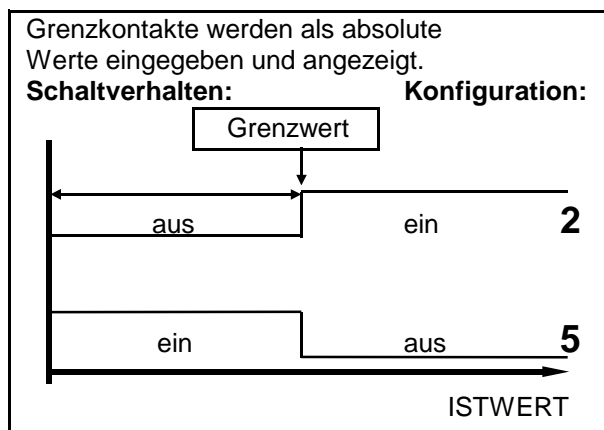 Grenzkontakte werden als absolute
Werte eingegeben und angezeigt.
Schaltverhalten: Konfiguration:
Grenzwert
aus ein 2
ein aus 5
ISTWERT